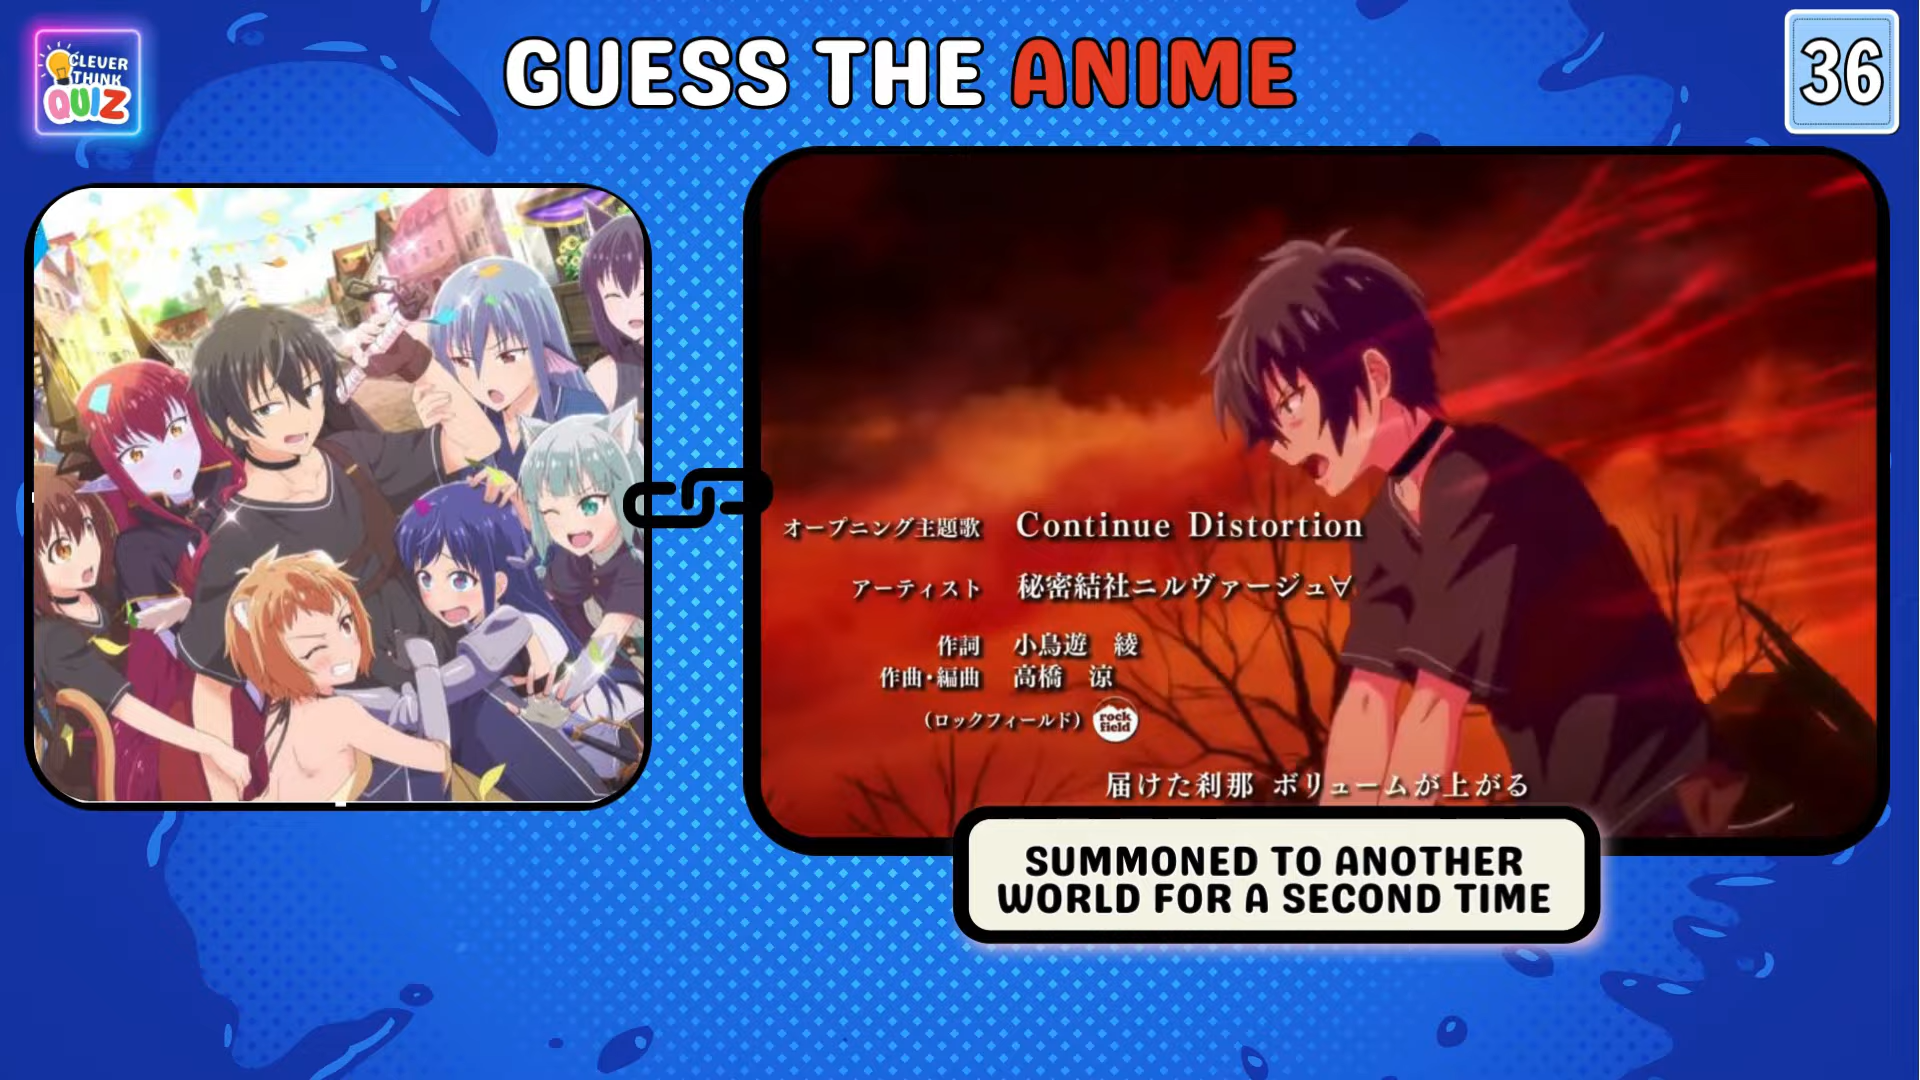 CLEVER
THINK
QUIZ
GUESS THE ANIME
36
オープニング主題歌 Continue Distortion
アーティスト 秘密結社ニルヴァージュ∀
作詞 小鳥遊 綾
作曲・編曲 高橋 涼
(ロックフィールド) rock field
届けた刹那 ボリュームが上がる
SUMMONED TO ANOTHER
WORLD FOR A SECOND TIME